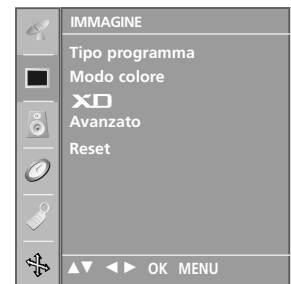 IMMAGINE
Tipo programma
Modo colore
XD
Avanzato
Reset
▲▼ ◄► OK MENU